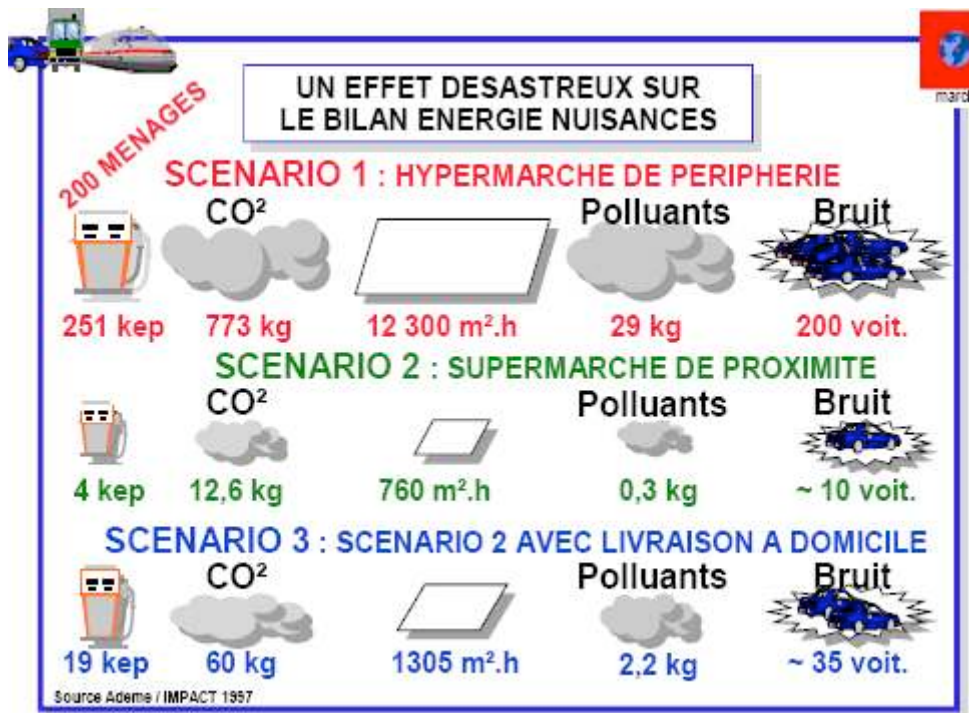 mard
UN EFFET DESASTREUX SUR
LE BILAN ENERGIE NUISANCES
200 MENAGES
SCENARIO 1 : HYPERMARCHE DE PERIPHERIE
CO² Polluants Bruit
251 kep 773 kg 12 300 m².h 29 kg 200 voit.
SCENARIO 2 : SUPERMARCHE DE PROXIMITE
CO² Polluants Bruit
4 kep 12,6 kg 760 m².h 0,3 kg ~ 10 voit.
SCENARIO 3 : SCENARIO 2 AVEC LIVRAISON A DOMICILE
CO² Polluants Bruit
19 kep 60 kg 1305 m².h 2,2 kg ~ 35 voit.
Source Ademe / IMPACT 1997